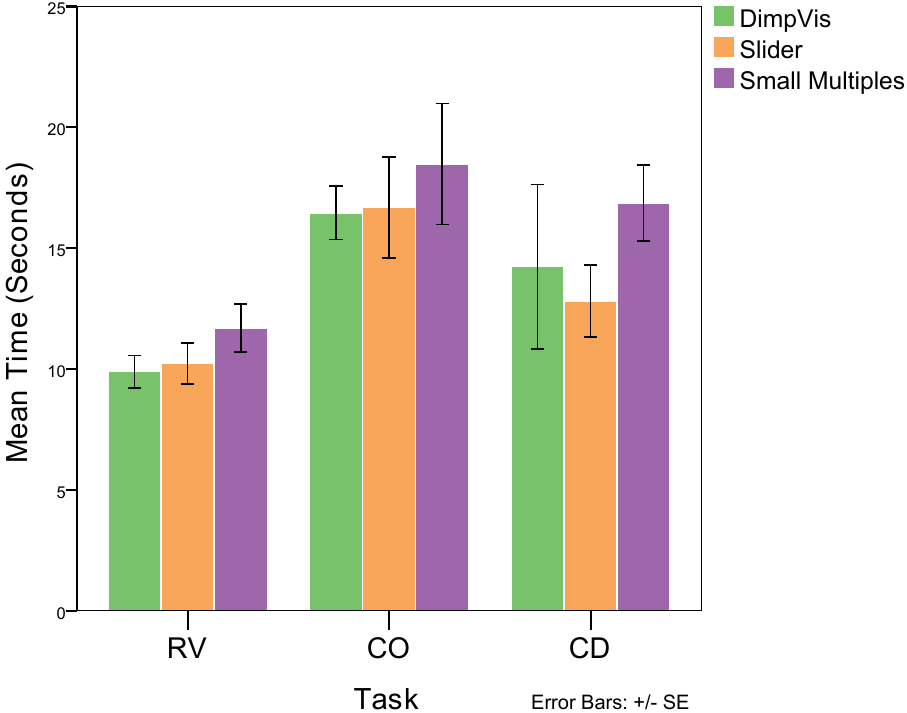 25
20
15
10
5
0
Mean Time (Seconds)
RV CO CD
Task
Error Bars: +/- SE
DimpVis
Slider
Small Multiples